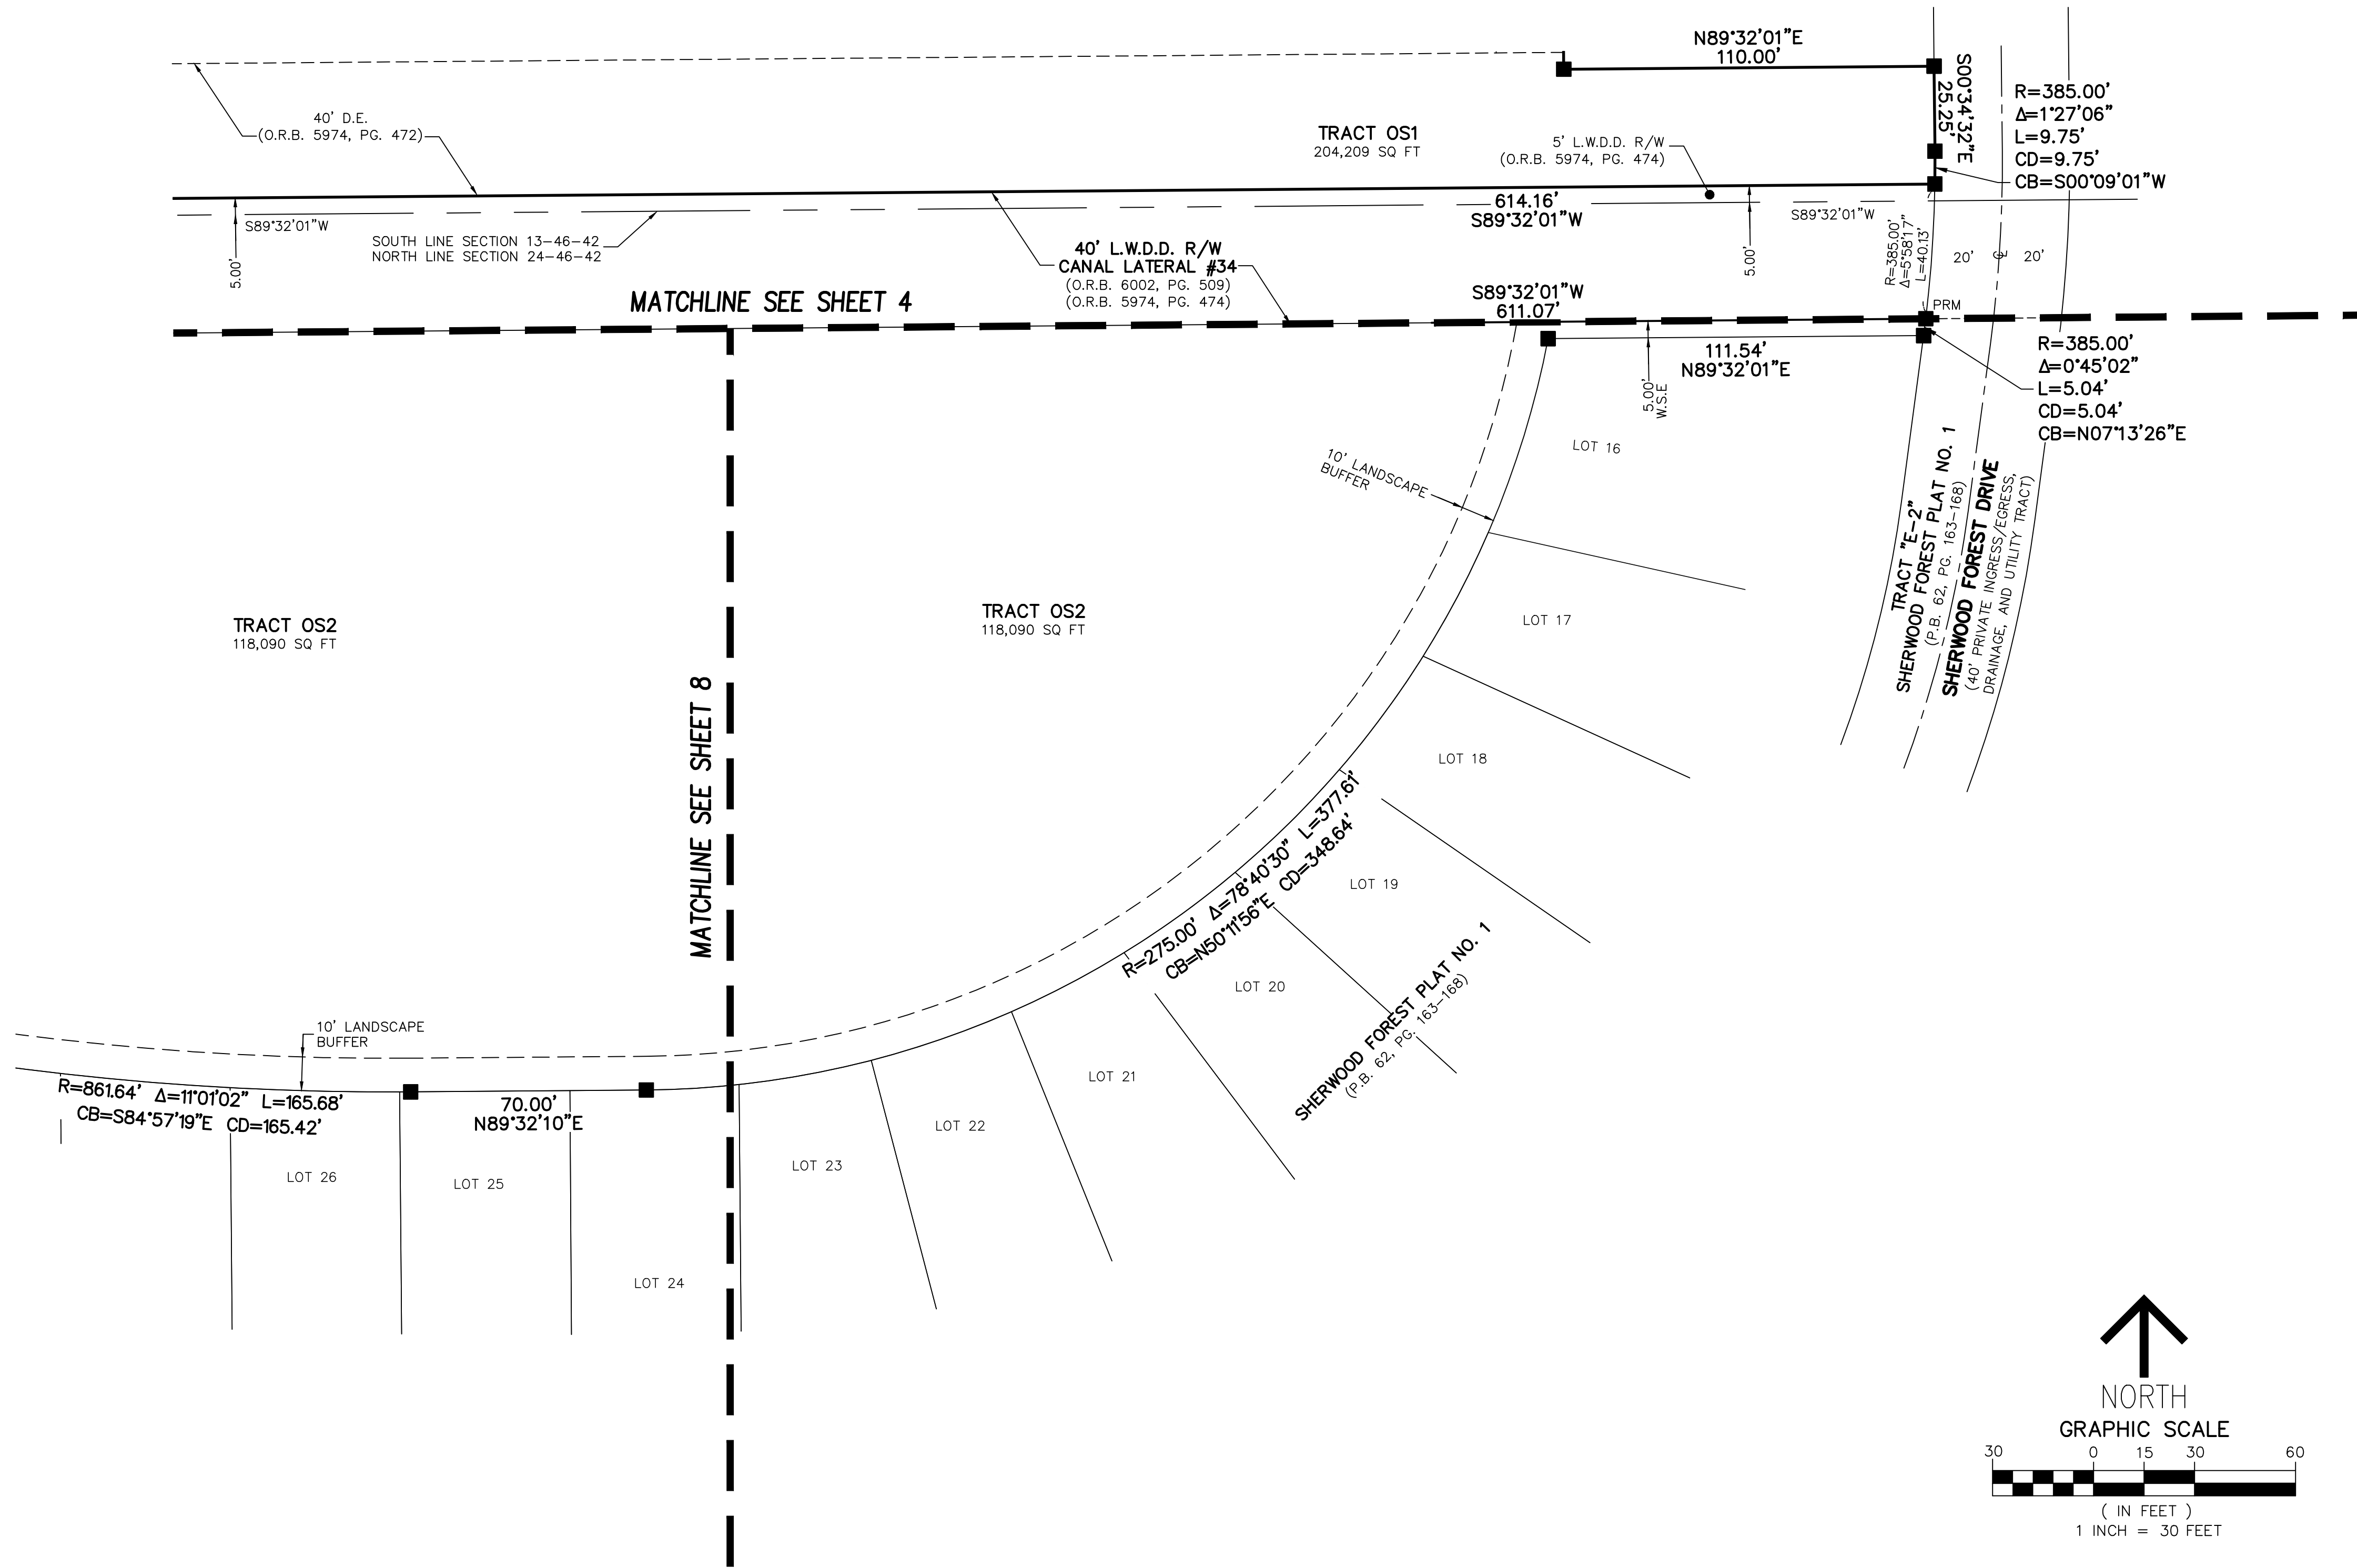 N89°32'01"E
110.00'
S00°34'32"E
25.25'
R=385.00'
Δ=1°27'06"
L=9.75'
CD=9.75'
CB=S00°09'01"W
40' D.E.
(O.R.B. 5974, PG. 472)
TRACT OS1
204,209 SQ FT
5' L.W.D.D. R/W
(O.R.B. 5974, PG. 474)
614.16'
S89°32'01"W
S89°32'01"W
S89°32'01"W
5.00'
5.00'
SOUTH LINE SECTION 13-46-42
NORTH LINE SECTION 24-46-42
40' L.W.D.D. R/W
CANAL LATERAL #34
(O.R.B. 6002, PG. 509)
(O.R.B. 5974, PG. 474)
R=385.00'
Δ=5°58'17"
L=40.13'
20' ℄ 20'
MATCHLINE SEE SHEET 4
S89°32'01"W
611.07'
PRM
111.54'
N89°32'01"E
5.00'
W.S.E
R=385.00'
Δ=0°45'02"
L=5.04'
CD=5.04'
CB=N07°13'26"E
10' LANDSCAPE
BUFFER
LOT 16
TRACT "E-2"
SHERWOOD FOREST PLAT NO. 1
(P.B. 62, PG. 163-168)
SHERWOOD FOREST DRIVE
(40' PRIVATE INGRESS/EGRESS,
DRAINAGE, AND UTILITY TRACT)
TRACT OS2
118,090 SQ FT
TRACT OS2
118,090 SQ FT
MATCHLINE SEE SHEET 8
LOT 17
LOT 18
LOT 19
LOT 20
LOT 21
LOT 22
LOT 23
LOT 24
LOT 25
LOT 26
R=275.00' Δ=78°40'30" L=377.61'
CB=N50°11'56"E CD=348.64'
SHERWOOD FOREST PLAT NO. 1
(P.B. 62, PG. 163-168)
10' LANDSCAPE
BUFFER
R=861.64' Δ=11°01'02" L=165.68'
CB=S84°57'19"E CD=165.42'
70.00'
N89°32'10"E
NORTH
GRAPHIC SCALE
30 0 15 30 60
( IN FEET )
1 INCH = 30 FEET